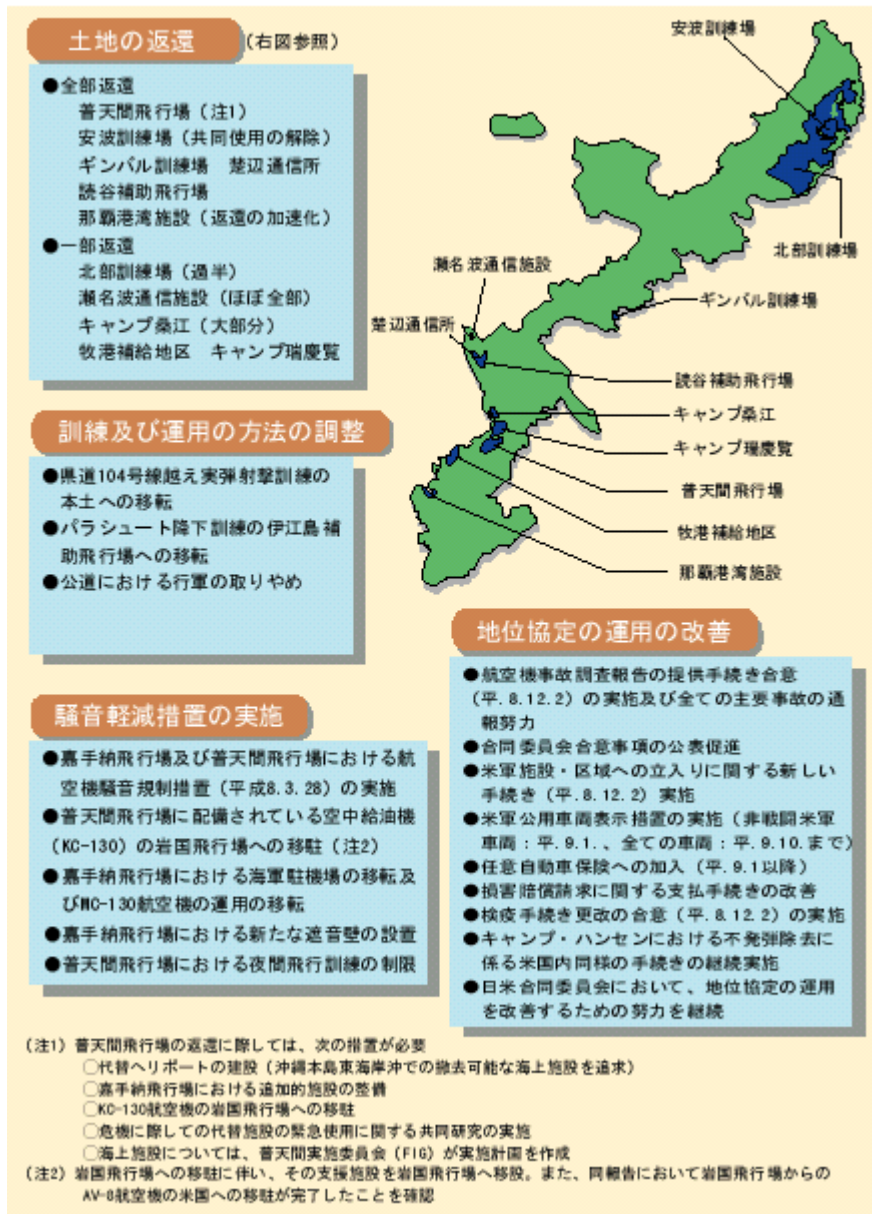 土地の返還 (右図参照)
●全部返還
普天間飛行場（注1）
安波訓練場（共同使用の解除）
ギンバル訓練場　楚辺通信所
読谷補助飛行場
那覇港湾施設（返還の加速化）
●一部返還
北部訓練場（過半）
瀬名波通信施設（ほぼ全部）
キャンプ桑江（大部分）
牧港補給地区　キャンプ瑞慶覧
安波訓練場
北部訓練場
瀬名波通信施設
ギンバル訓練場
楚辺通信所
読谷補助飛行場
キャンプ桑江
キャンプ瑞慶覧
普天間飛行場
牧港補給地区
那覇港湾施設
訓練及び運用の方法の調整
●県道104号線越え実弾射撃訓練の
本土への移転
●パラシュート降下訓練の伊江島補
助飛行場への移転
●公道における行軍の取りやめ
騒音軽減措置の実施
●嘉手納飛行場及び普天間飛行場における航
空機騒音規制措置（平成8.3.28）の実施
●普天間飛行場に配備されている空中給油機
（KC-130）の岩国飛行場への移駐（注2）
●嘉手納飛行場における海軍駐機場の移転及
びMC-130航空機の運用の移転
●嘉手納飛行場における新たな遮音壁の設置
●普天間飛行場における夜間飛行訓練の制限
地位協定の運用の改善
●航空機事故調査報告の提供手続き合意
（平.8.12.2）の実施及び全ての主要事故の通
報努力
●合同委員会合意事項の公表促進
●米軍施設・区域への立入りに関する新しい
手続き（平.8.12.2）実施
●米軍公用車両表示措置の実施（非戦闘米軍
車両：平.9.1.、全ての車両：平.9.10.まで）
●任意自動車保険への加入（平.9.1以降）
●損害賠償請求に関する支払手続きの改善
●検疫手続き更改の合意（平.8.12.2）の実施
●キャンプ・ハンセンにおける不発弾除去に
係る米国内同様の手続きの継続実施
●日米合同委員会において、地位協定の運用
を改善するための努力を継続
（注1）普天間飛行場の返還に際しては、次の措置が必要
○代替ヘリポートの建設（沖縄本島東海岸沖での撤去可能な海上施設を追求）
○嘉手納飛行場における追加的施設の整備
○KC-130航空機の岩国飛行場への移駐
○危機に際しての代替施設の緊急使用に関する共同研究の実施
○海上施設については、普天間実施委員会（FIG）が実施計画を作成
（注2）岩国飛行場への移駐に伴い、その支援施設を岩国飛行場へ移設。また、同報告において岩国飛行場からの
AV-8航空機の米国への移駐が完了したことを確認